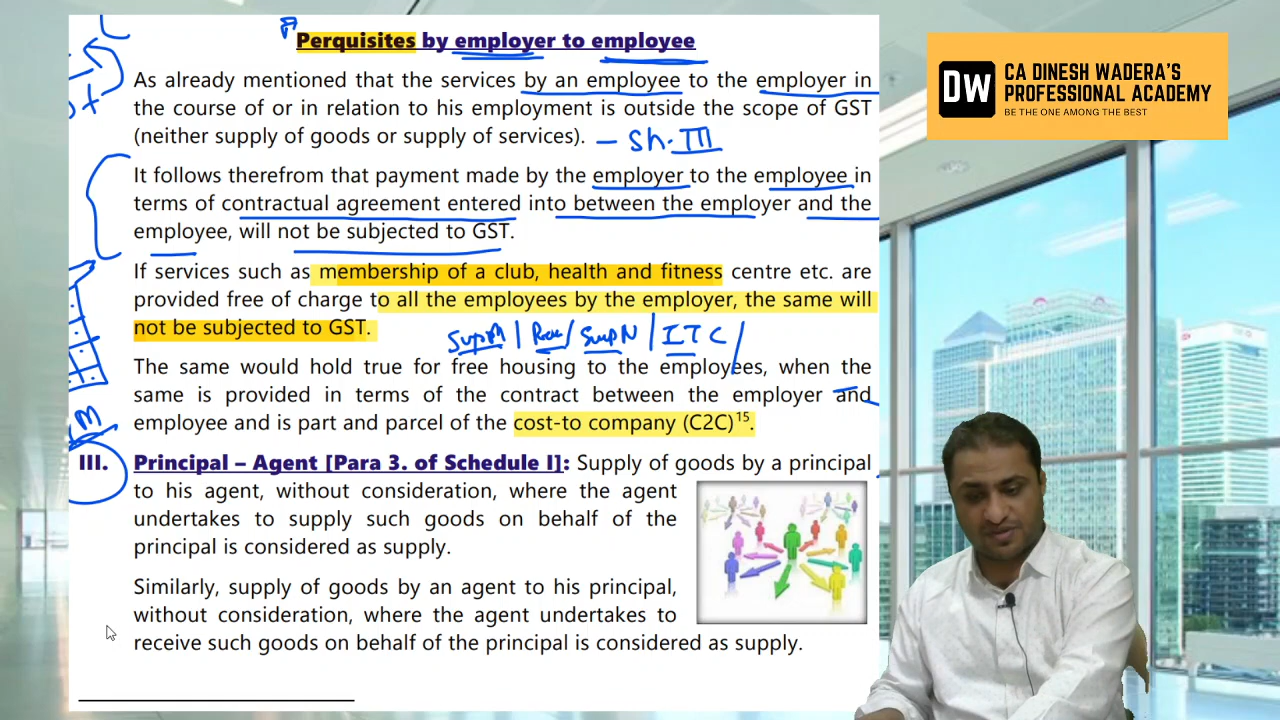 Perquisites by employer to employee
As already mentioned that the services by an employee to the employer in
the course of or in relation to his employment is outside the scope of GST
(neither supply of goods or supply of services). – Sh. III
It follows therefrom that payment made by the employer to the employee in
terms of contractual agreement entered into between the employer and the
employee, will not be subjected to GST.
If services such as membership of a club, health and fitness centre etc. are
provided free of charge to all the employees by the employer, the same will
not be subjected to GST.
ITC
The same would hold true for free housing to the employees, when the
same is provided in terms of the contract between the employer and
employee and is part and parcel of the cost-to company (C2C)15.
M
III. Principal – Agent [Para 3. of Schedule I]: Supply of goods by a principal
to his agent, without consideration, where the agent
undertakes to supply such goods on behalf of the
principal is considered as supply.
Similarly, supply of goods by an agent to his principal,
without consideration, where the agent undertakes to
receive such goods on behalf of the principal is considered as supply.
DW
CA DINESH WADERA'S
PROFESSIONAL ACADEMY
BE THE ONE AMONG THE BEST